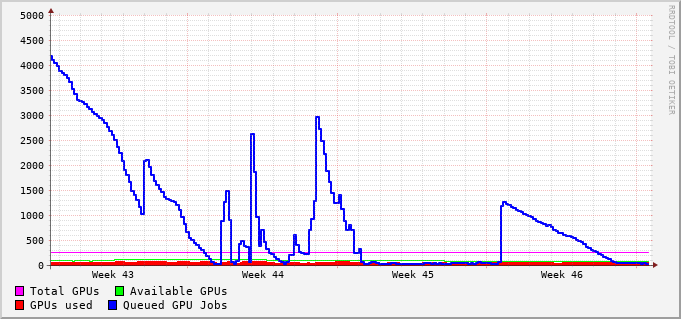 RRDTOOL / TOBI OETIKER
5000
4500
4000
3500
3000
2500
2000
1500
1000
500
0
Week 43 Week 44 Week 45 Week 46
Total GPUs Available GPUs
GPUs used Queued GPU Jobs